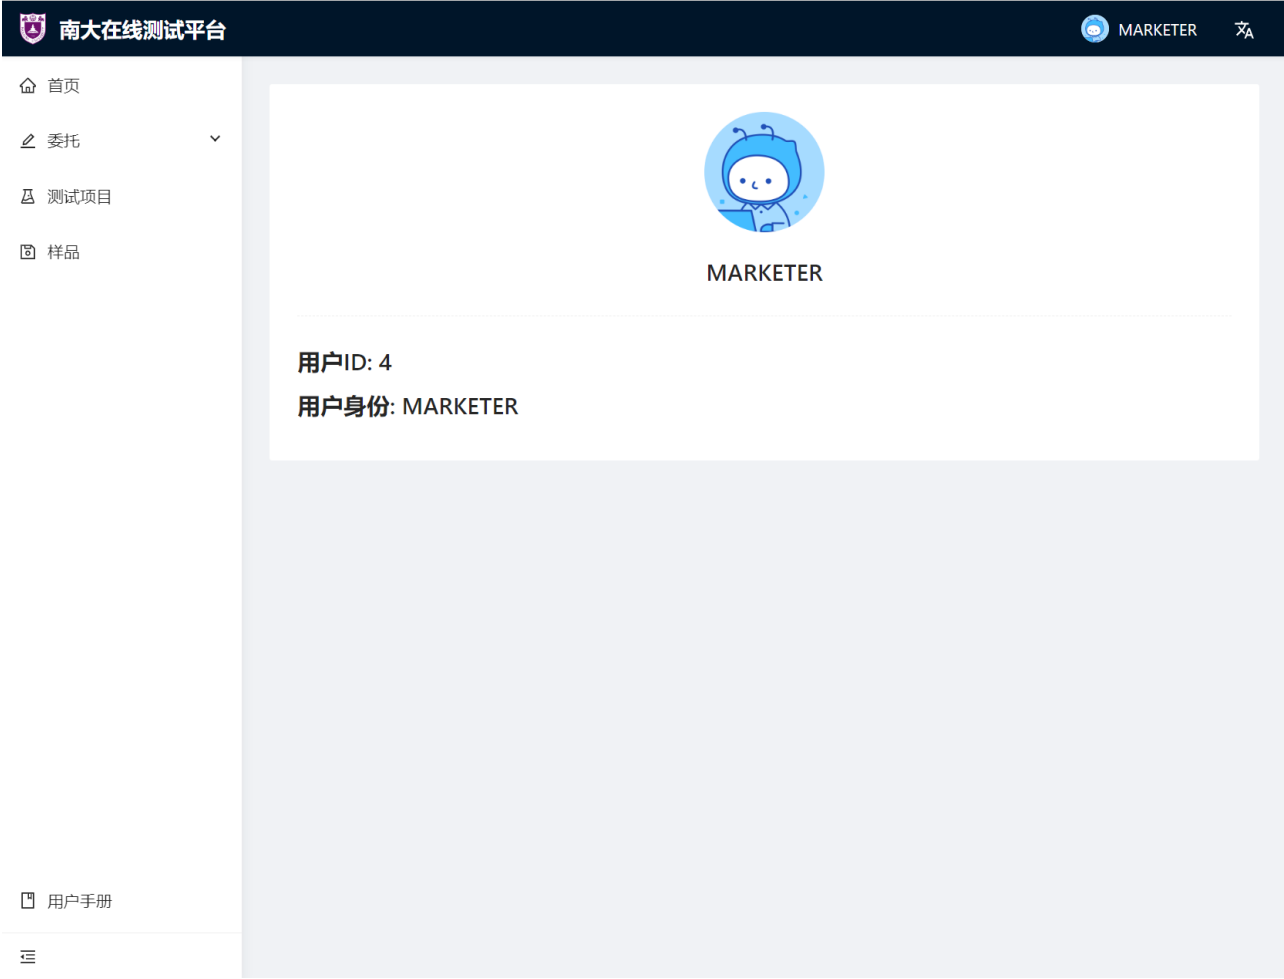 南大在线测试平台
MARKETER
首页
委托
测试项目
样品
MARKETER
用户ID: 4
用户身份: MARKETER
用户手册